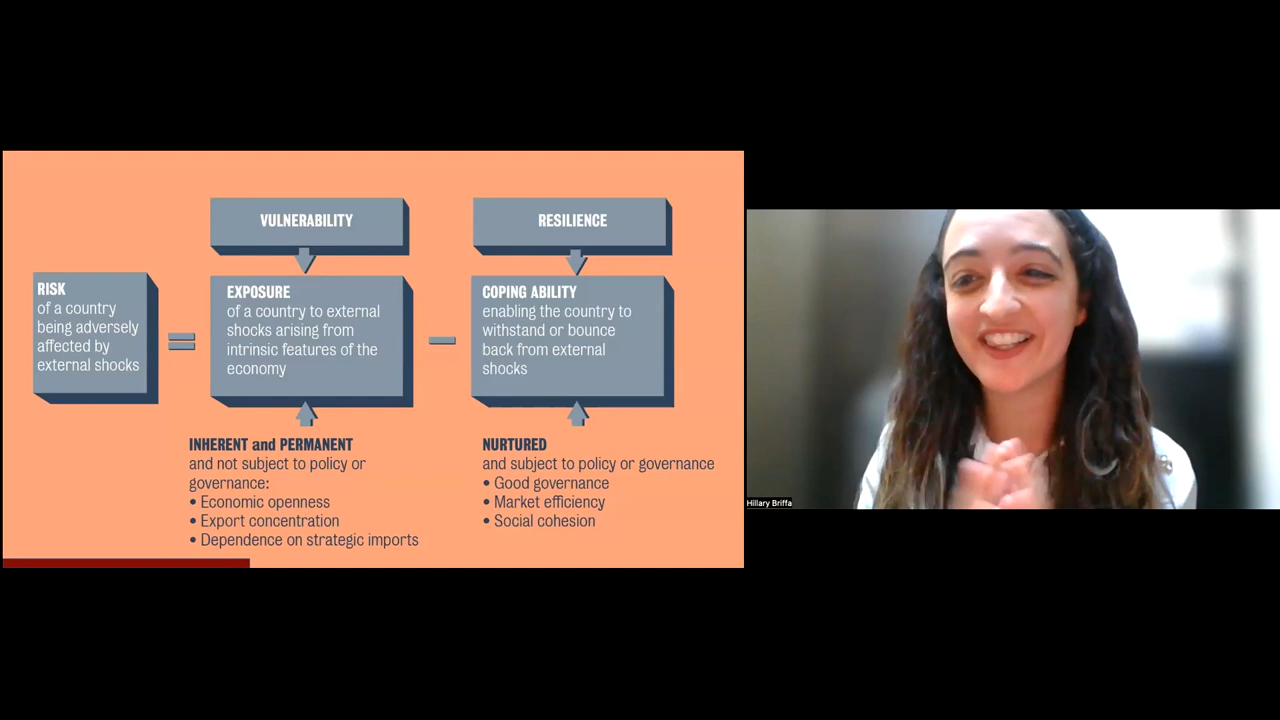 VULNERABILITY
RESILIENCE
RISK
of a country
being adversely
affected by
external shocks
EXPOSURE
of a country to external
shocks arising from
intrinsic features of the
economy
COPING ABILITY
enabling the country to
withstand or bounce
back from external
shocks
INHERENT and PERMANENT
and not subject to policy or
governance:
• Economic openness
• Export concentration
• Dependence on strategic imports
NURTURED
and subject to policy or governance
• Good governance
• Market efficiency
• Social cohesion
Hillary Briffa